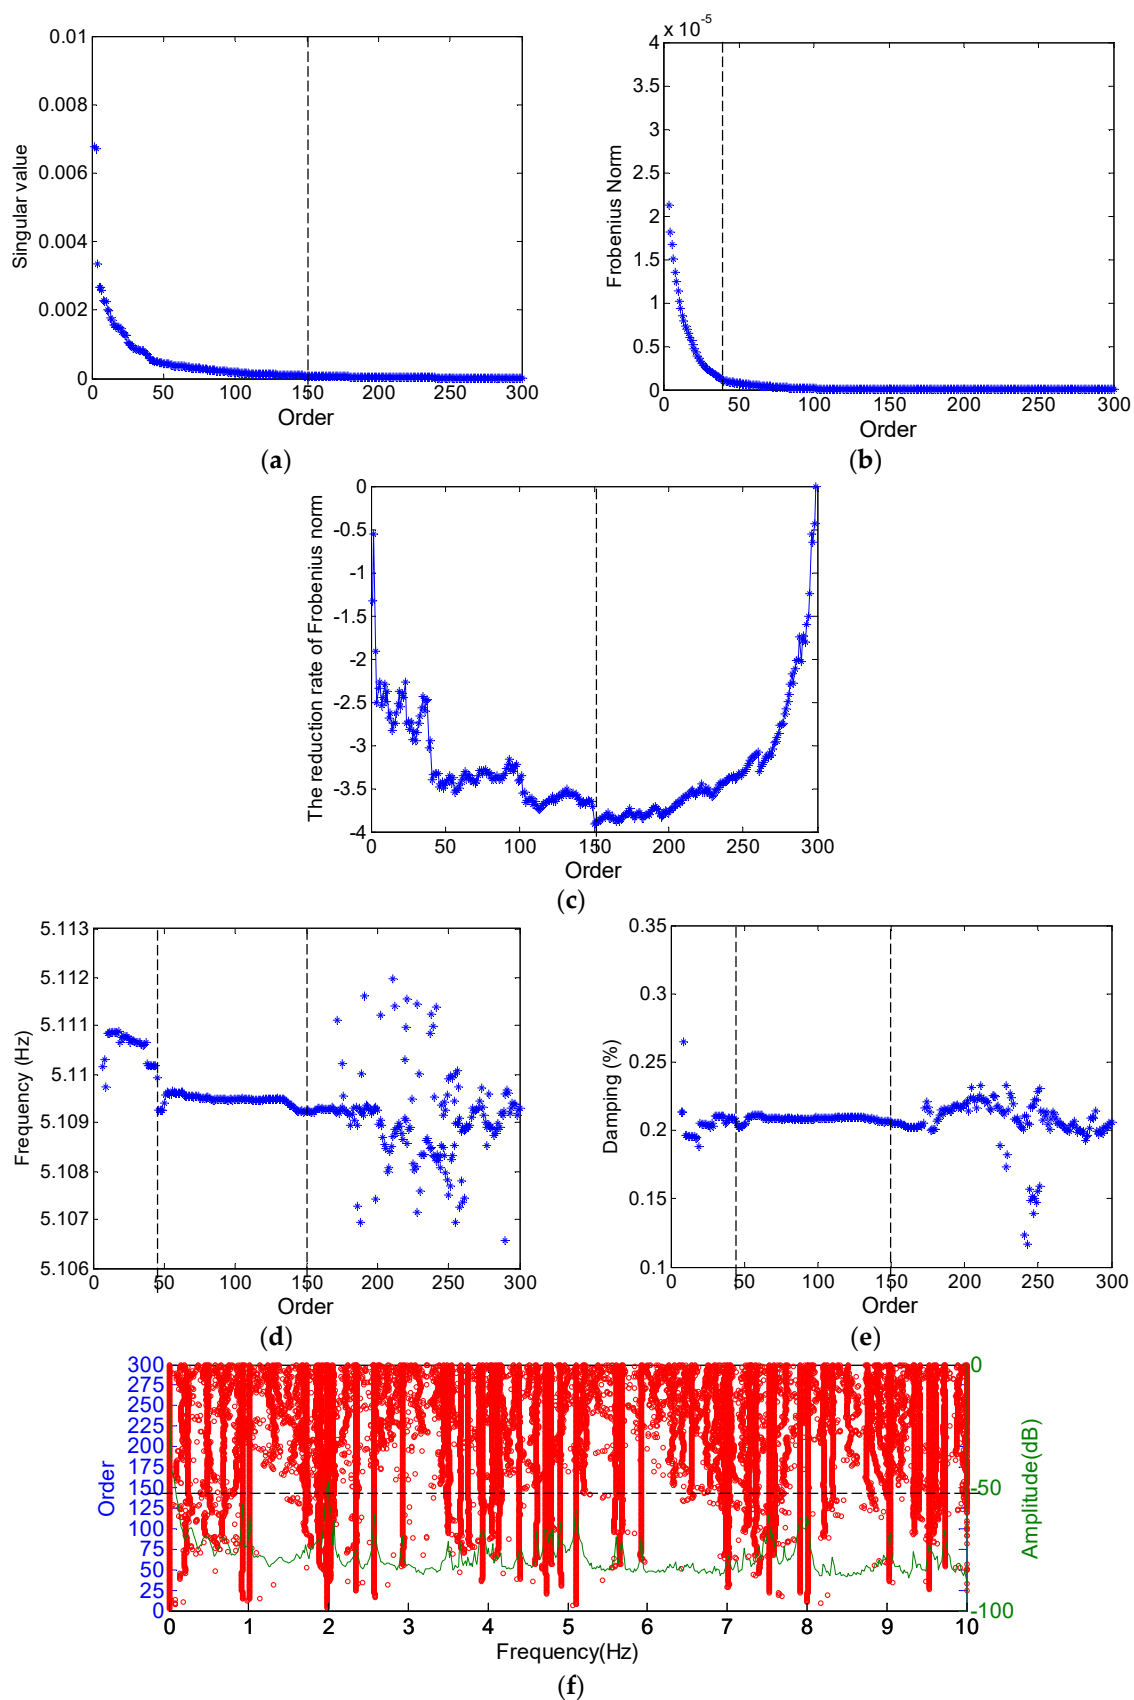 0.01
0.008
0.006
0.004
0.002
0
Singular value
0 50 100 150 200 250 300
Order
(a)
x 10-5
4
3.5
3
2.5
2
1.5
1
0.5
0
Frobenius Norm
0 50 100 150 200 250 300
Order
(b)
0
-0.5
-1
-1.5
-2
-2.5
-3
-3.5
-4
The reduction rate of Frobenius norm
0 50 100 150 200 250 300
Order
(c)
5.113
5.112
5.111
5.11
5.109
5.108
5.107
5.106
Frequency (Hz)
0 50 100 150 200 250 300
Order
(d)
0.35
0.3
0.25
0.2
0.15
0.1
Damping (%)
0 50 100 150 200 250 300
Order
(e)
300
275
250
225
200
175
150
125
100
75
50
25
0
Order
0
-50
-100
Amplitude(dB)
0 1 2 3 4 5 6 7 8 9 10
Frequency(Hz)
(f)